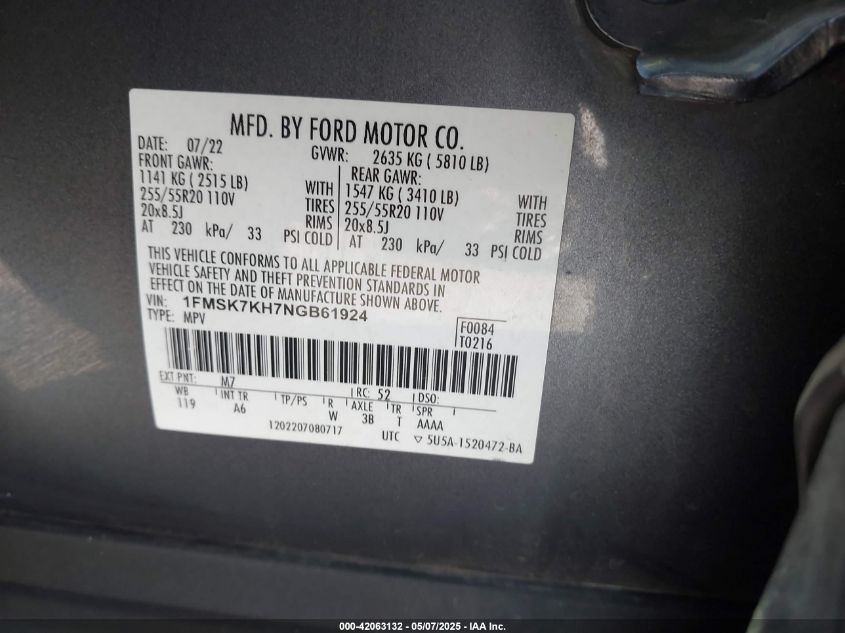 MFD. BY FORD MOTOR CO.
DATE: 07/22 GVWR: 2635 KG ( 5810 LB)
FRONT GAWR: REAR GAWR:
1141 KG ( 2515 LB) WITH 1547 KG ( 3410 LB) WITH
255/55R20 110V TIRES 255/55R20 110V TIRES
20x8.5J RIMS 20x8.5J RIMS
AT 230 kPa/ 33 PSI COLD AT 230 kPa/ 33 PSI COLD
THIS VEHICLE CONFORMS TO ALL APPLICABLE FEDERAL MOTOR
VEHICLE SAFETY AND THEFT PREVENTION STANDARDS IN
EFFECT ON THE DATE OF MANUFACTURE SHOWN ABOVE.
VIN: 1FMSK7KH7NGB61924
TYPE: MPV
F0084
T0216
EXT PNT: M7 RC: 52 DSO:
WB INT TR TP/PS R AXLE TR SPR
119 A6 W 3B T AAAA
1202207080717 UTC ▽ 5U5A-1520472-BA
000-42063132 - 05/07/2025 - IAA Inc.